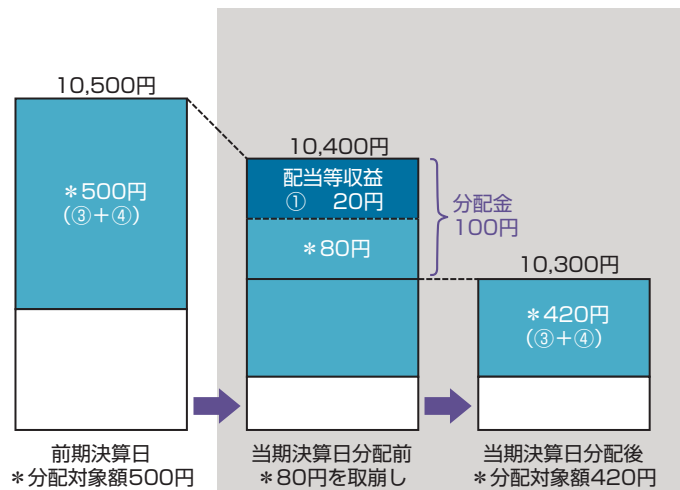 10,500円
＊500円
(③＋④)
10,400円
配当等収益
① 20円
＊80円
分配金
100円
10,300円
＊420円
(③＋④)
前期決算日
＊分配対象額500円
当期決算日分配前
＊80円を取崩し
当期決算日分配後
＊分配対象額420円